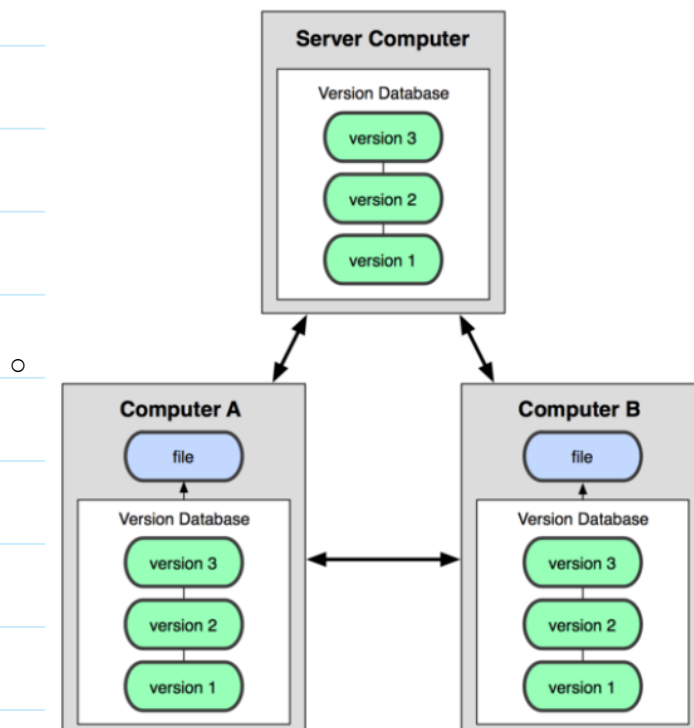 Server Computer
Version Database
version 3
version 2
version 1
Computer A
file
Version Database
version 3
version 2
version 1
Computer B
file
Version Database
version 3
version 2
version 1